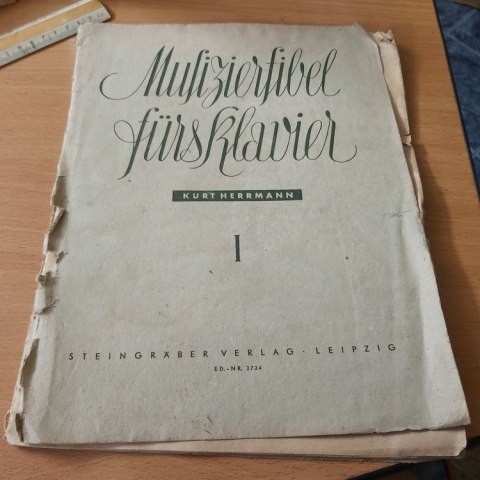 Musizierfibel
fürs Klavier
KURT HERRMANN
I
STEINGRÄBER VERLAG · LEIPZIG
ED.-NR. 2724